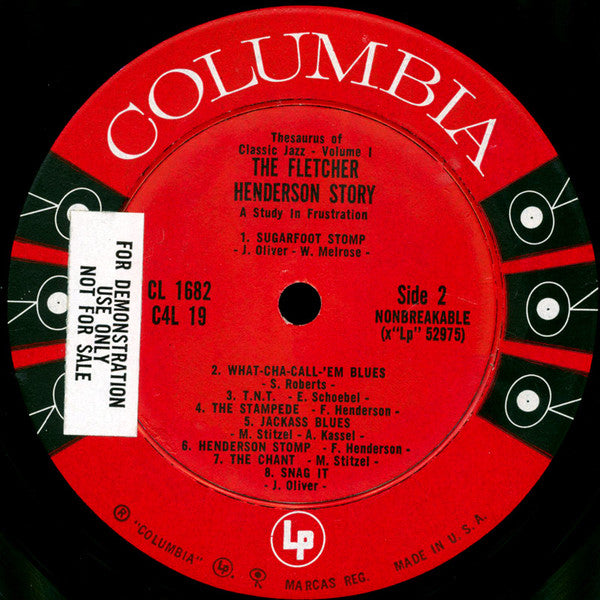 COLUMBIA
Thesaurus of
Classic Jazz - Volume I
THE FLETCHER
HENDERSON STORY
A Study In Frustration
1. SUGARFOOT STOMP
- J. Oliver - W. Melrose -
CL 1682
C4L 19
Side 2
NONBREAKABLE
(x"Lp" 52975)
FOR DEMONSTRATION
USE ONLY
NOT FOR SALE
2. WHAT-CHA-CALL-'EM BLUES
- S. Roberts -
3. T.N.T. - E. Schoebel -
4. THE STAMPEDE - F. Henderson -
5. JACKASS BLUES
- M. Stitzel - A. Kassel -
6. HENDERSON STOMP - F. Henderson -
7. THE CHANT - M. Stitzel -
8. SNAG IT
- J. Oliver -
Lp
® "COLUMBIA" MARCAS REG. MADE IN U. S. A.